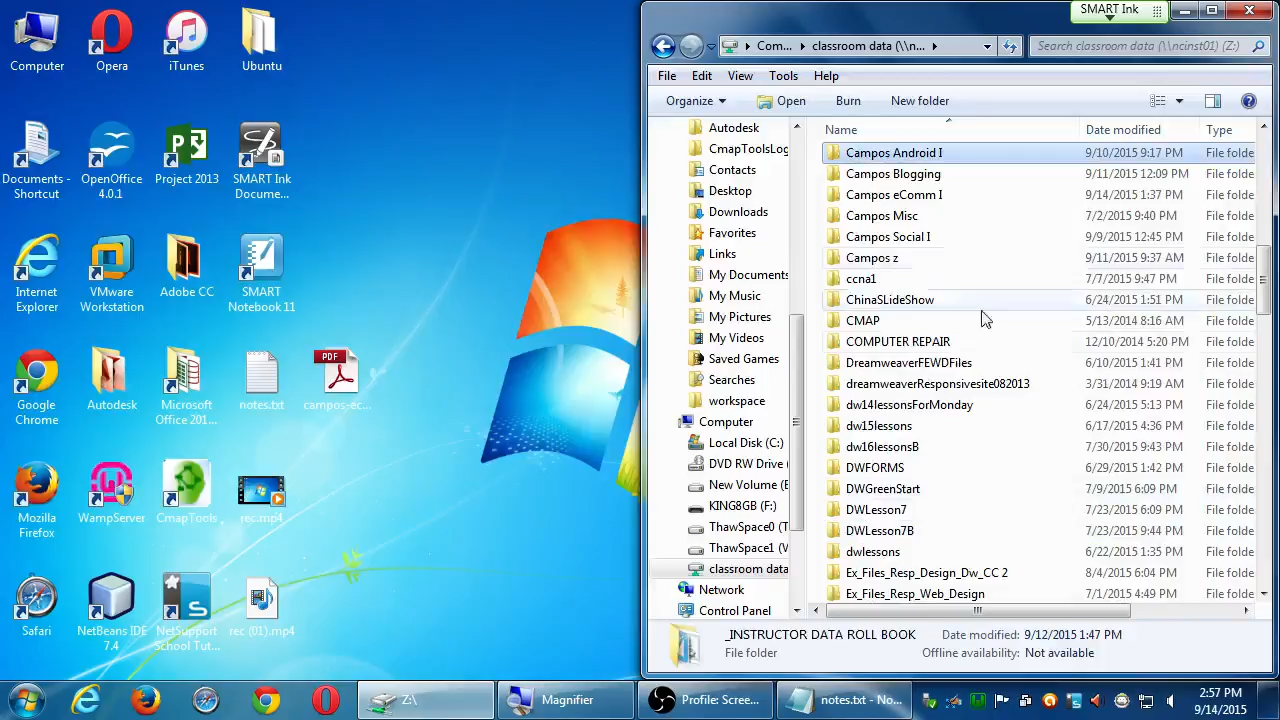 Computer
Opera
iTunes
Ubuntu
Documents -
Shortcut
OpenOffice
4.0.1
Project 2013
SMART Ink
Docume...
Internet
Explorer
VMware
Workstation
Adobe CC
SMART
Notebook 11
Google
Chrome
Autodesk
Microsoft
Office 201...
notes.txt
PDF
campos-ec...
Mozilla
Firefox
WampServer
CmapTools
rec.mp4
Safari
NetBeans IDE
7.4
NetSupport
School Tut...
rec (01).mp4
SMART Ink
Com...
classroom data (\\n...
Search classroom data (\\ncinst01) (Z:)
File Edit View Tools Help
Organize Open Burn New folder
Autodesk
CmapToolsLog
Contacts
Desktop
Downloads
Favorites
Links
My Documents
My Music
My Pictures
My Videos
Saved Games
Searches
workspace
Computer
Local Disk (C:)
DVD RW Drive (
New Volume (E
KING8GB (F:)
ThawSpace0 (T
ThawSpace1 (V
classroom data
Network
Control Panel
Name Date modified Type
Campos Android I 9/10/2015 9:17 PM File folde
Campos Blogging 9/11/2015 12:09 PM File folde
Campos eComm I 9/14/2015 1:37 PM File folde
Campos Misc 7/2/2015 9:40 PM File folde
Campos Social I 9/9/2015 12:45 PM File folde
Campos z 9/11/2015 9:37 AM File folde
ccna1 7/7/2015 9:47 PM File folde
ChinaSLideShow 6/24/2015 1:51 PM File folde
CMAP 5/13/2014 8:16 AM File folde
COMPUTER REPAIR 12/10/2014 5:20 PM File folde
DreamweaverFEWDFiles 6/10/2015 1:41 PM File folde
dreamweaverResponsivesite082013 3/31/2014 9:19 AM File folde
dw14lessonsForMonday 6/24/2015 5:13 PM File folde
dw15lessons 6/17/2015 4:36 PM File folde
dw16lessonsB 7/30/2015 9:43 PM File folde
DWFORMS 6/29/2015 1:42 PM File folde
DWGreenStart 7/9/2015 6:09 PM File folde
DWLesson7 7/23/2015 6:09 PM File folde
DWLesson7B 7/23/2015 9:44 PM File folde
dwlessons 6/22/2015 1:35 PM File folde
Ex_Files_Resp_Design_Dw_CC 2 8/4/2015 6:04 PM File folde
Ex_Files_Resp_Web_Design 7/1/2015 4:49 PM File folde
_INSTRUCTOR DATA ROLL BOOK Date modified: 9/12/2015 1:47 PM
File folder Offline availability: Not available
Z:\
Magnifier
Profile: Scree...
notes.txt - No...
2:57 PM
9/14/2015